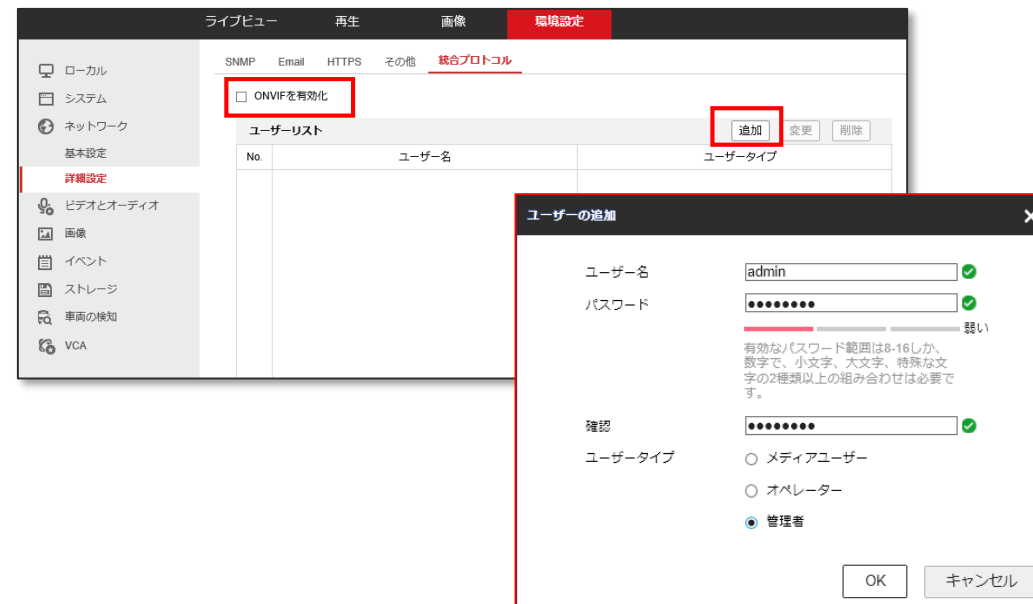 ライブビュー 再生 画像 環境設定
SNMP Email HTTPS その他 統合プロトコル
ローカル
システム
ネットワーク
基本設定
詳細設定
ビデオとオーディオ
画像
イベント
ストレージ
車両の検知
VCA
ONVIFを有効化
ユーザーリスト 追加 変更 削除
No. ユーザー名 ユーザータイプ
ユーザーの追加
ユーザー名 admin
パスワード ●●●●●●●●
弱い
有効なパスワード範囲は8-16しか、
数字で、小文字、大文字、特殊な文
字の2種類以上の組み合わせは必要で
す。
確認 ●●●●●●●●
ユーザータイプ メディアユーザー
オペレーター
管理者
OK キャンセル